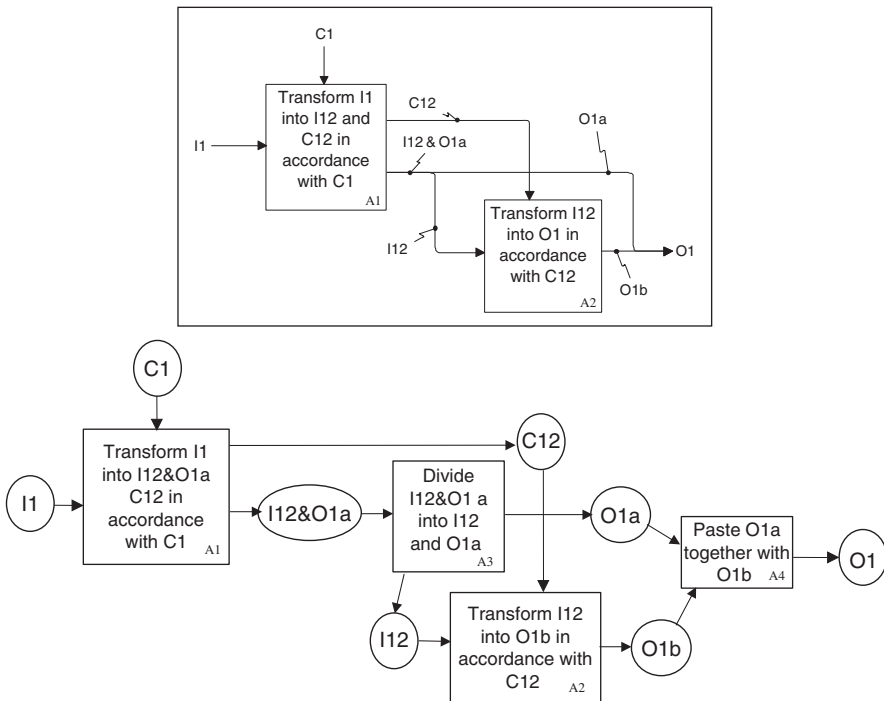 C1
Transform I1
into I12 and
C12 in
accordance
with C1
A1
I1
C12
I12 & O1a
O1a
I12
Transform I12
into O1 in
accordance
with C12
A2
O1
O1b
C1
Transform I1
into I12&O1a
C12 in
accordance
with C1
A1
I1
C12
I12&O1a
Divide
I12&O1 a
into I12
and O1a
A3
O1a
Paste O1a
together with
O1b A4
O1
I12
Transform I12
into O1b in
accordance with
C12 A2
O1b